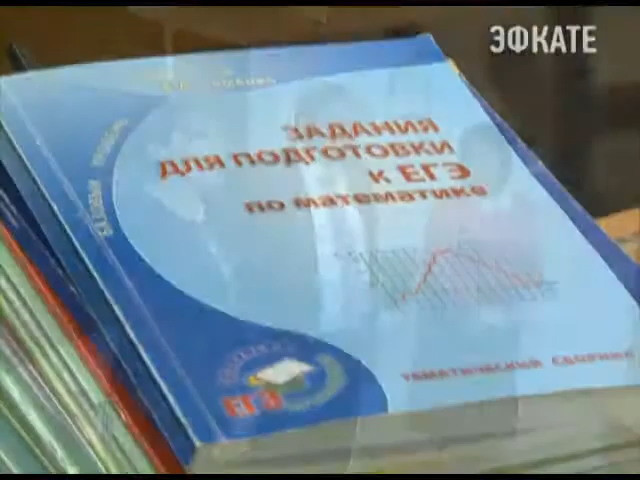 ЭФКАТЕ
ЗАДАНИЯ
ДЛЯ ПОДГОТОВКИ
К ЕГЭ
по математике
ТЕМАТИЧЕСКИЙ СБОРНИК
ЕГЭ